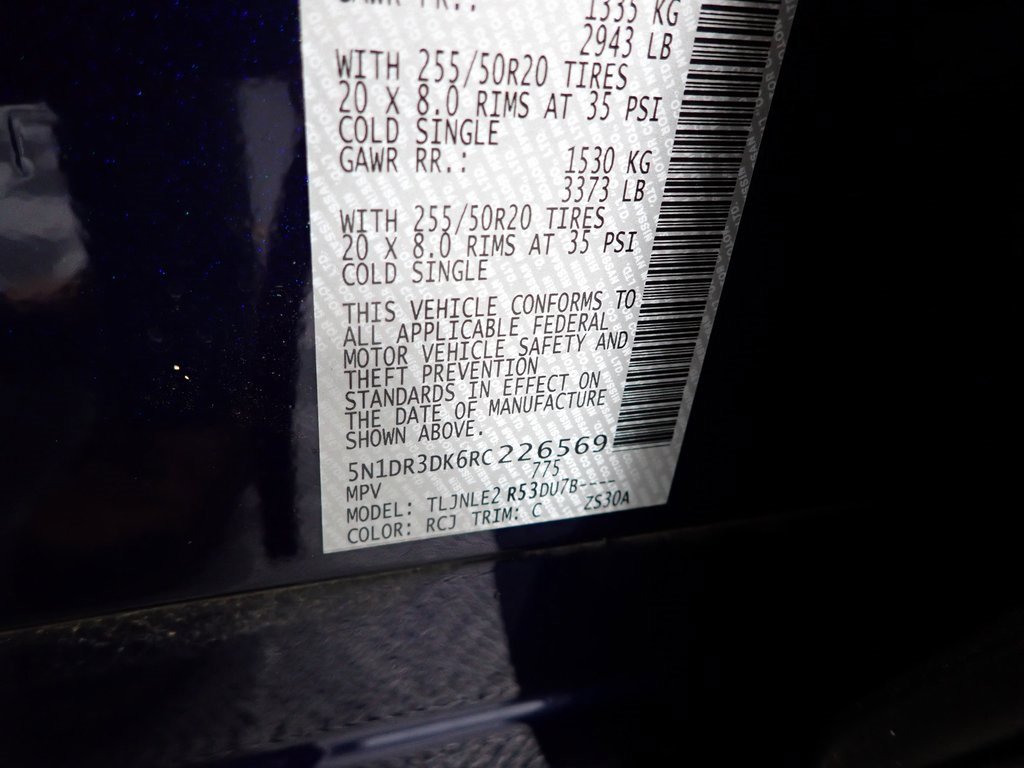 GAWR FR.: 1335 KG
2943 LB
WITH 255/50R20 TIRES
20 X 8.0 RIMS AT 35 PSI
COLD SINGLE
GAWR RR.: 1530 KG
3373 LB
WITH 255/50R20 TIRES
20 X 8.0 RIMS AT 35 PSI
COLD SINGLE
THIS VEHICLE CONFORMS TO
ALL APPLICABLE FEDERAL
MOTOR VEHICLE SAFETY AND
THEFT PREVENTION
STANDARDS IN EFFECT ON
THE DATE OF MANUFACTURE
SHOWN ABOVE.
5N1DR3DK6RC226569
MPV 775
MODEL: TLJNLE2 R53DU7B----
COLOR: RCJ TRIM: C ZS30A